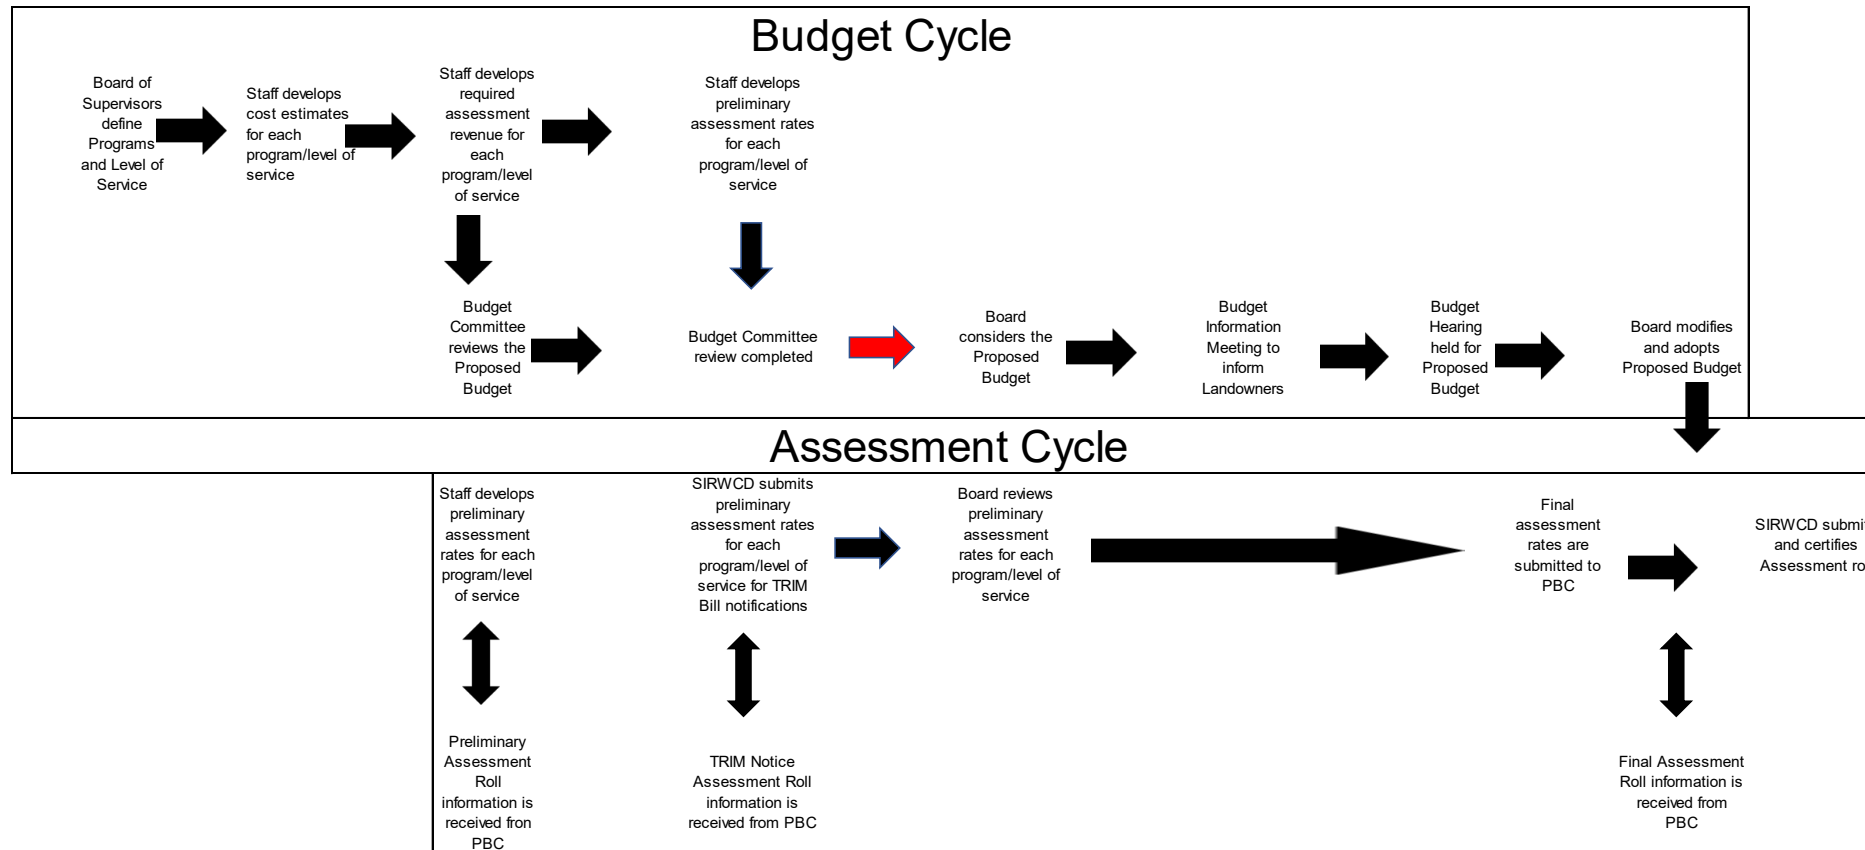 Budget Cycle
Board of
Supervisors
define
Programs
and Level of
Service
Staff develops
cost estimates
for each
program/level of
service
Staff develops
required
assessment
revenue for
each
program/level
of service
Staff develops
preliminary
assessment rates
for each
program/level of
service
Budget
Committee
reviews the
Proposed
Budget
Budget Committee
review completed
Board
considers the
Proposed
Budget
Budget
Information
Meeting to
inform
Landowners
Budget
Hearing
held for
Proposed
Budget
Board modifies
and adopts
Proposed Budget
Assessment Cycle
Staff develops
preliminary
assessment
rates for each
program/level
of service
SIRWCD submits
preliminary
assessment rates
for each
program/level of
service for TRIM
Bill notifications
Board reviews
preliminary
assessment
rates for each
program/level of
service
Final
assessment
rates are
submitted to
PBC
SIRWCD
and certifies
Assessment
Preliminary
Assessment
Roll
information is
received fron
PBC
TRIM Notice
Assessment Roll
information is
received from PBC
Final Assessment
Roll information is
received from
PBC